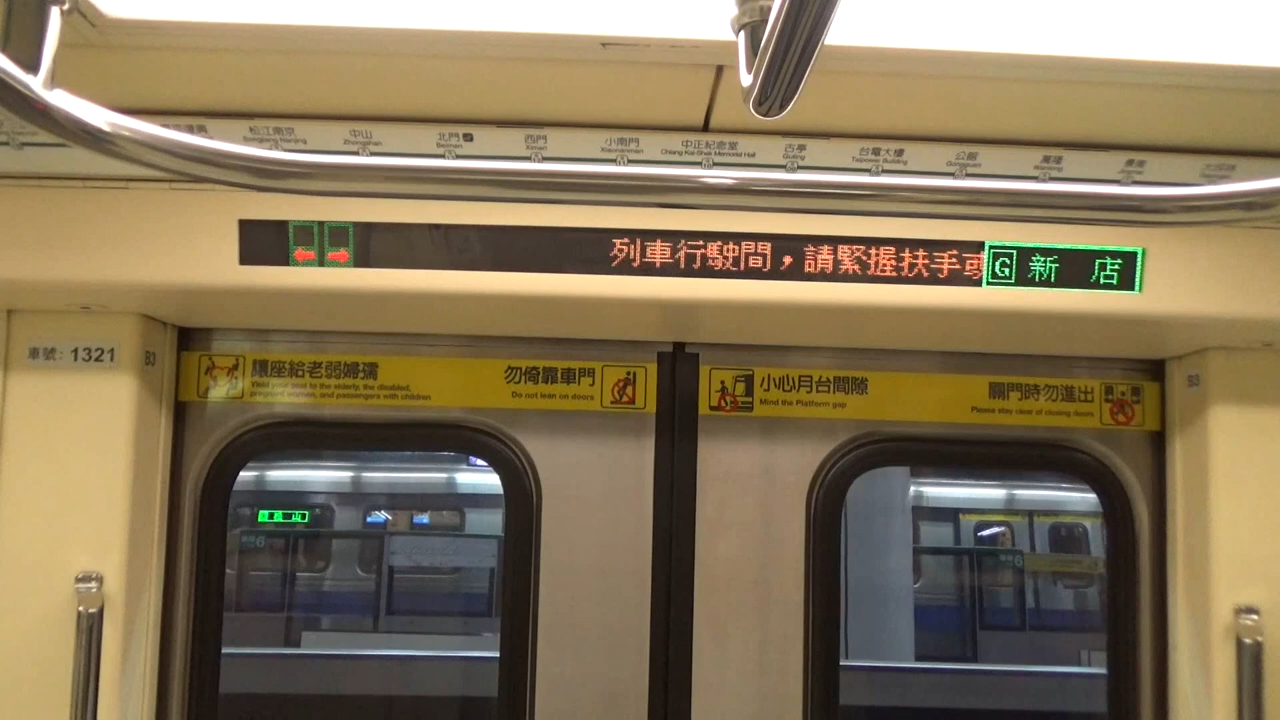 松江南京
Songjiang Nanjing
中山
Zhongshan
北門
Beimen
西門
Ximen
小南門
Xiaonanmen
中正紀念堂
Chiang Kai-Shek Memorial Hall
古亭
Guting
台電大樓
Taipower Building
公館
Gongguan
萬隆
Wanlong
景美
列車行駛間，請緊握扶手或
G 新 店
車號: 1321
B3
讓座給老弱婦孺
Yield your seat to the elderly, the disabled,
pregnant women, and passengers with children
勿倚靠車門
Do not lean on doors
小心月台間隙
Mind the Platform gap
關門時勿進出
Please stay clear of closing doors
B3
松 山
6
6